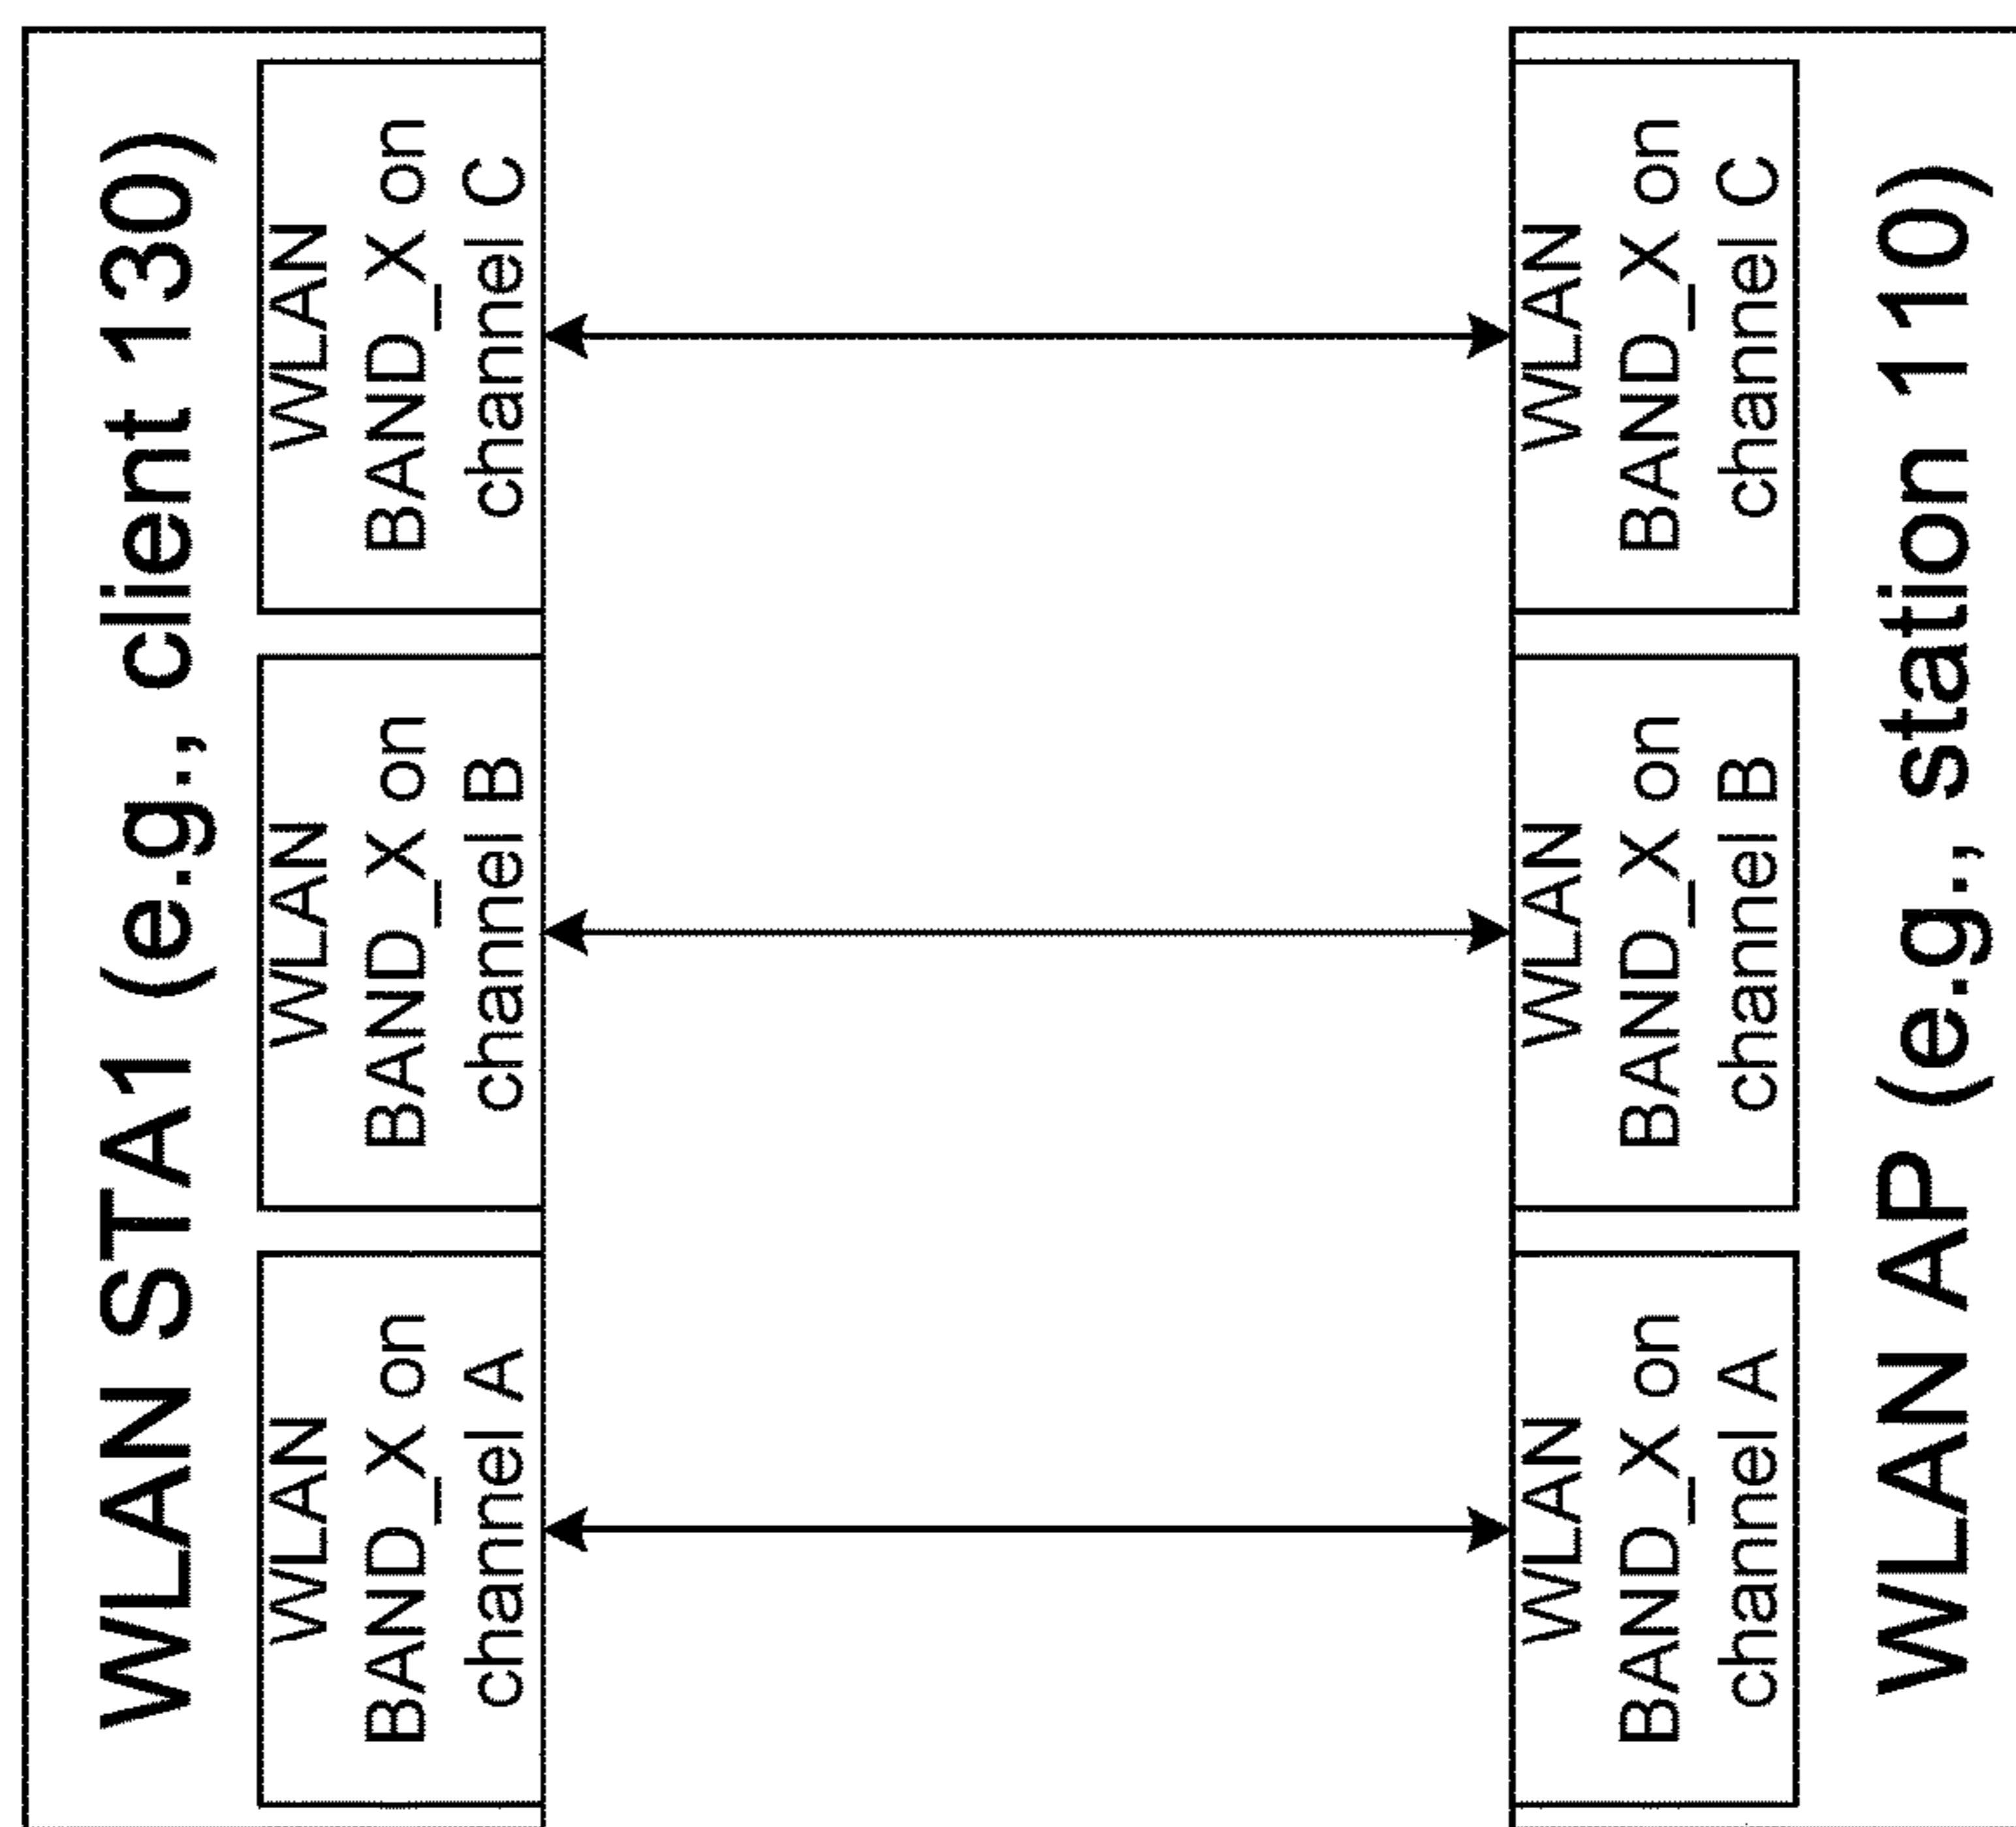 WLAN STA1 (e.g., client 130)
WLAN
BAND_X on
channel A
WLAN
BAND_X on
channel B
WLAN
BAND_X on
channel C
WLAN
BAND_X on
channel A
WLAN
BAND_X on
channel B
WLAN
BAND_X on
channel C
WLAN AP (e.g., station 110)